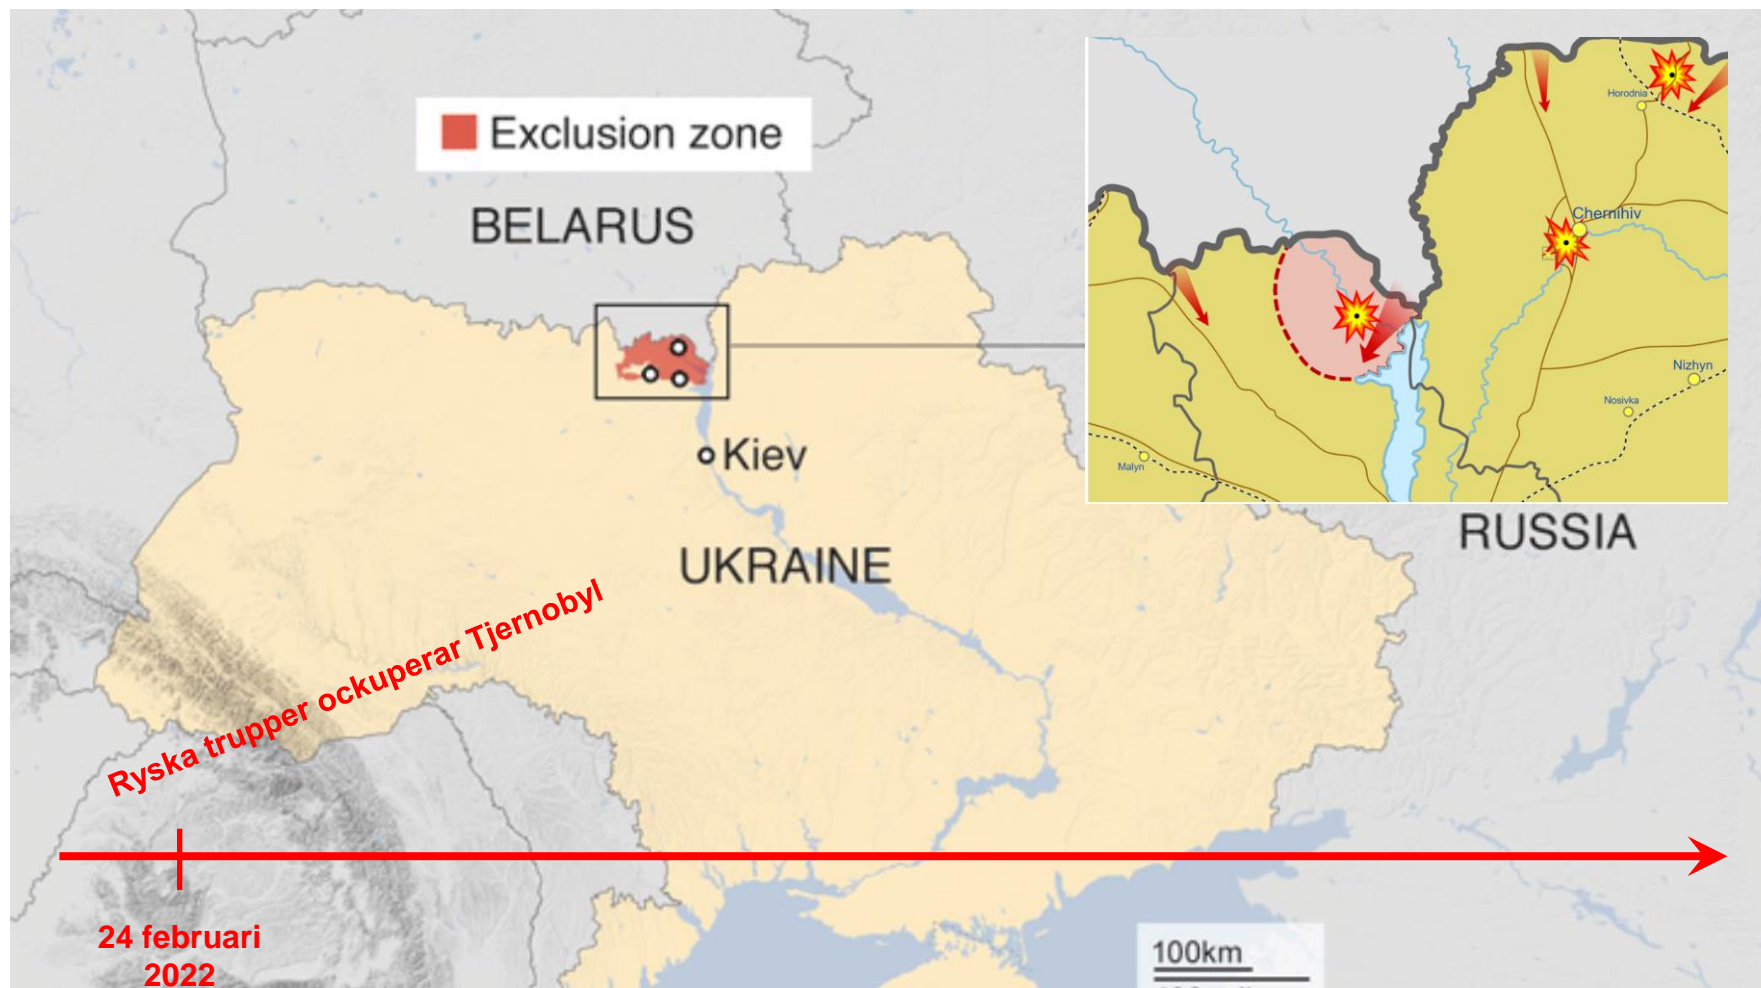 Exclusion zone
BELARUS
Horodnia
Chernihiv
Nizhyn
Nosivka
Malyn
Kiev
RUSSIA
UKRAINE
Ryska trupper ockuperar Tjernobyl
24 februari
2022
100km